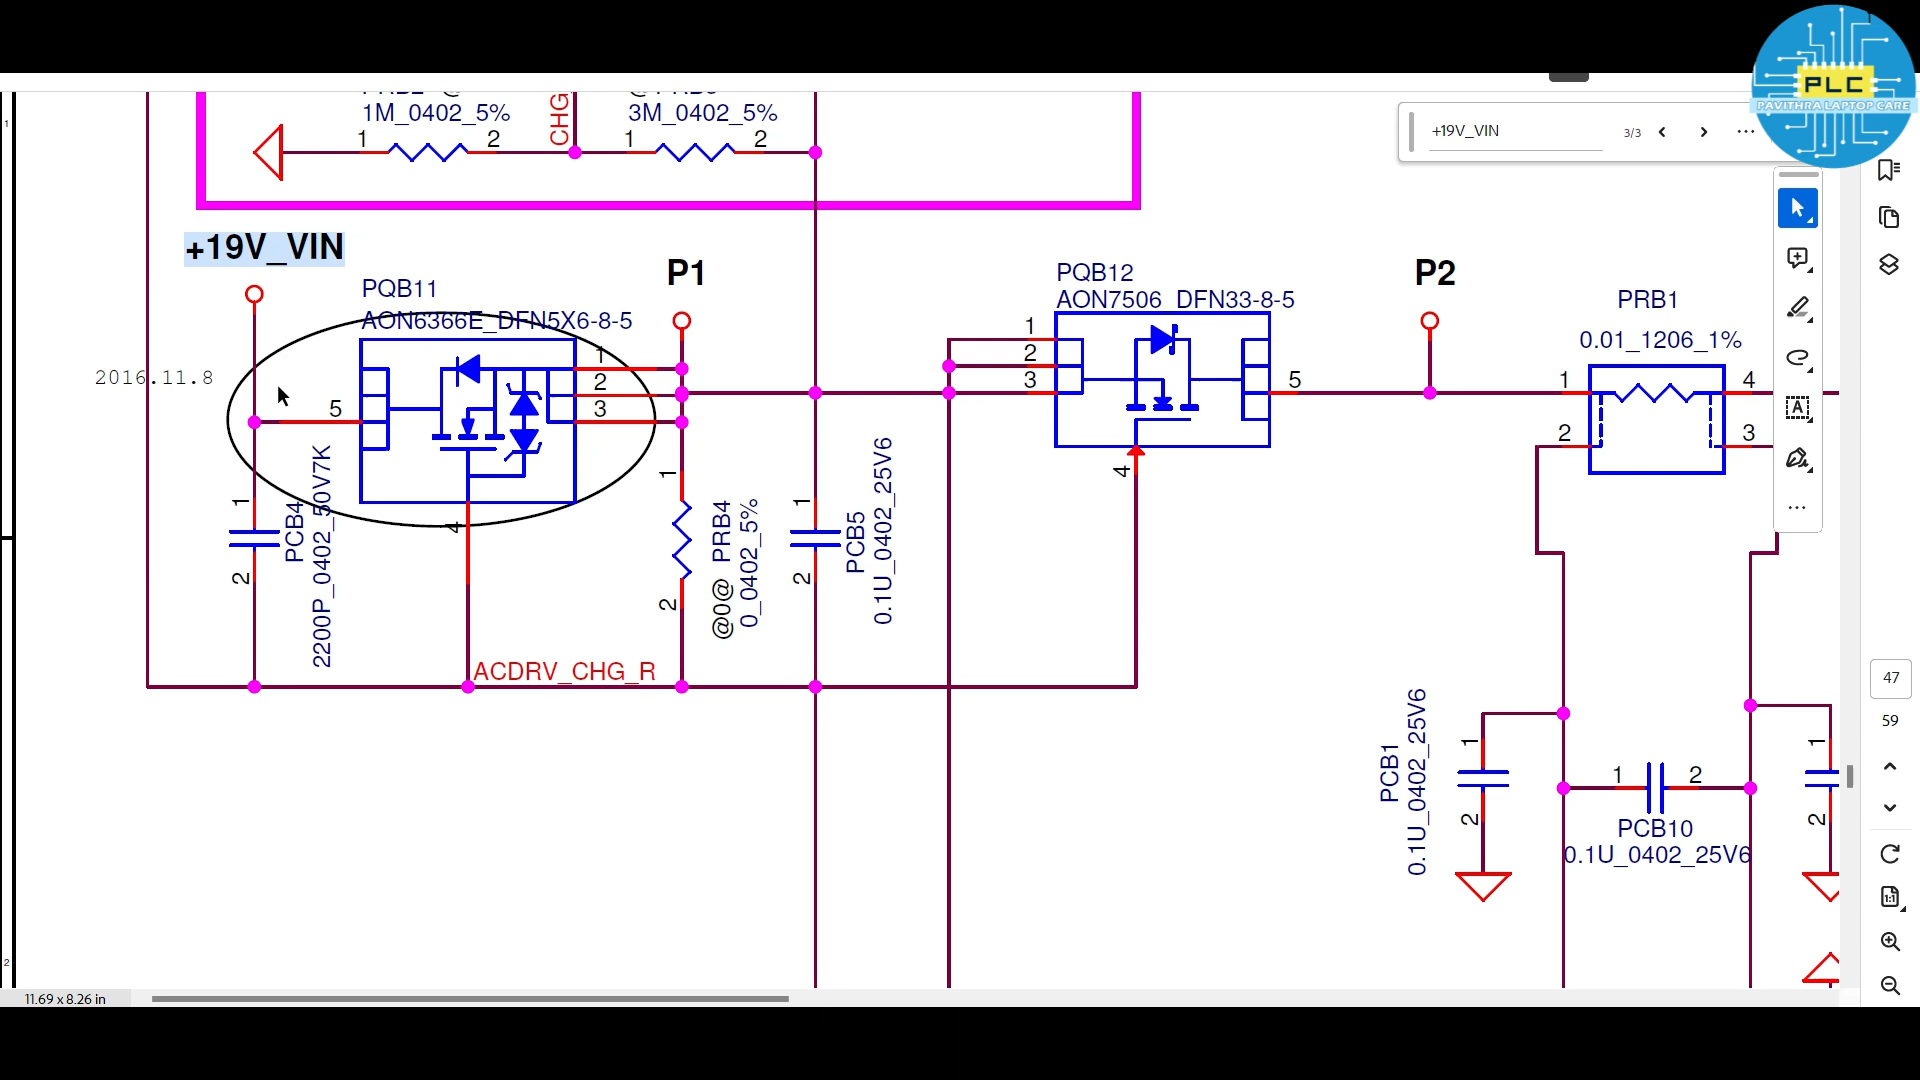 PLC
PAVITHRA LAPTOP CARE
+19V_VIN
3/3
1M_0402_5%
3M_0402_5%
1
2
CHG
1
2
+19V_VIN
P1
P2
PQB11
AON6366E_DFN5X6-8-5
PQB12
AON7506_DFN33-8-5
PRB1
0.01_1206_1%
2016.11.8
5
1
2
3
4
1
2
3
5
4
1
4
2
3
1
2
PCB4
2200P_0402_50V7K
1
2
@0@ PRB4
0_0402_5%
1
2
PCB5
0.1U_0402_25V6
ACDRV_CHG_R
1
2
PCB1
0.1U_0402_25V6
1
2
PCB10
0.1U_0402_25V6
1
2
1
2
47
59
1:1
A
11.69 x 8.26 in